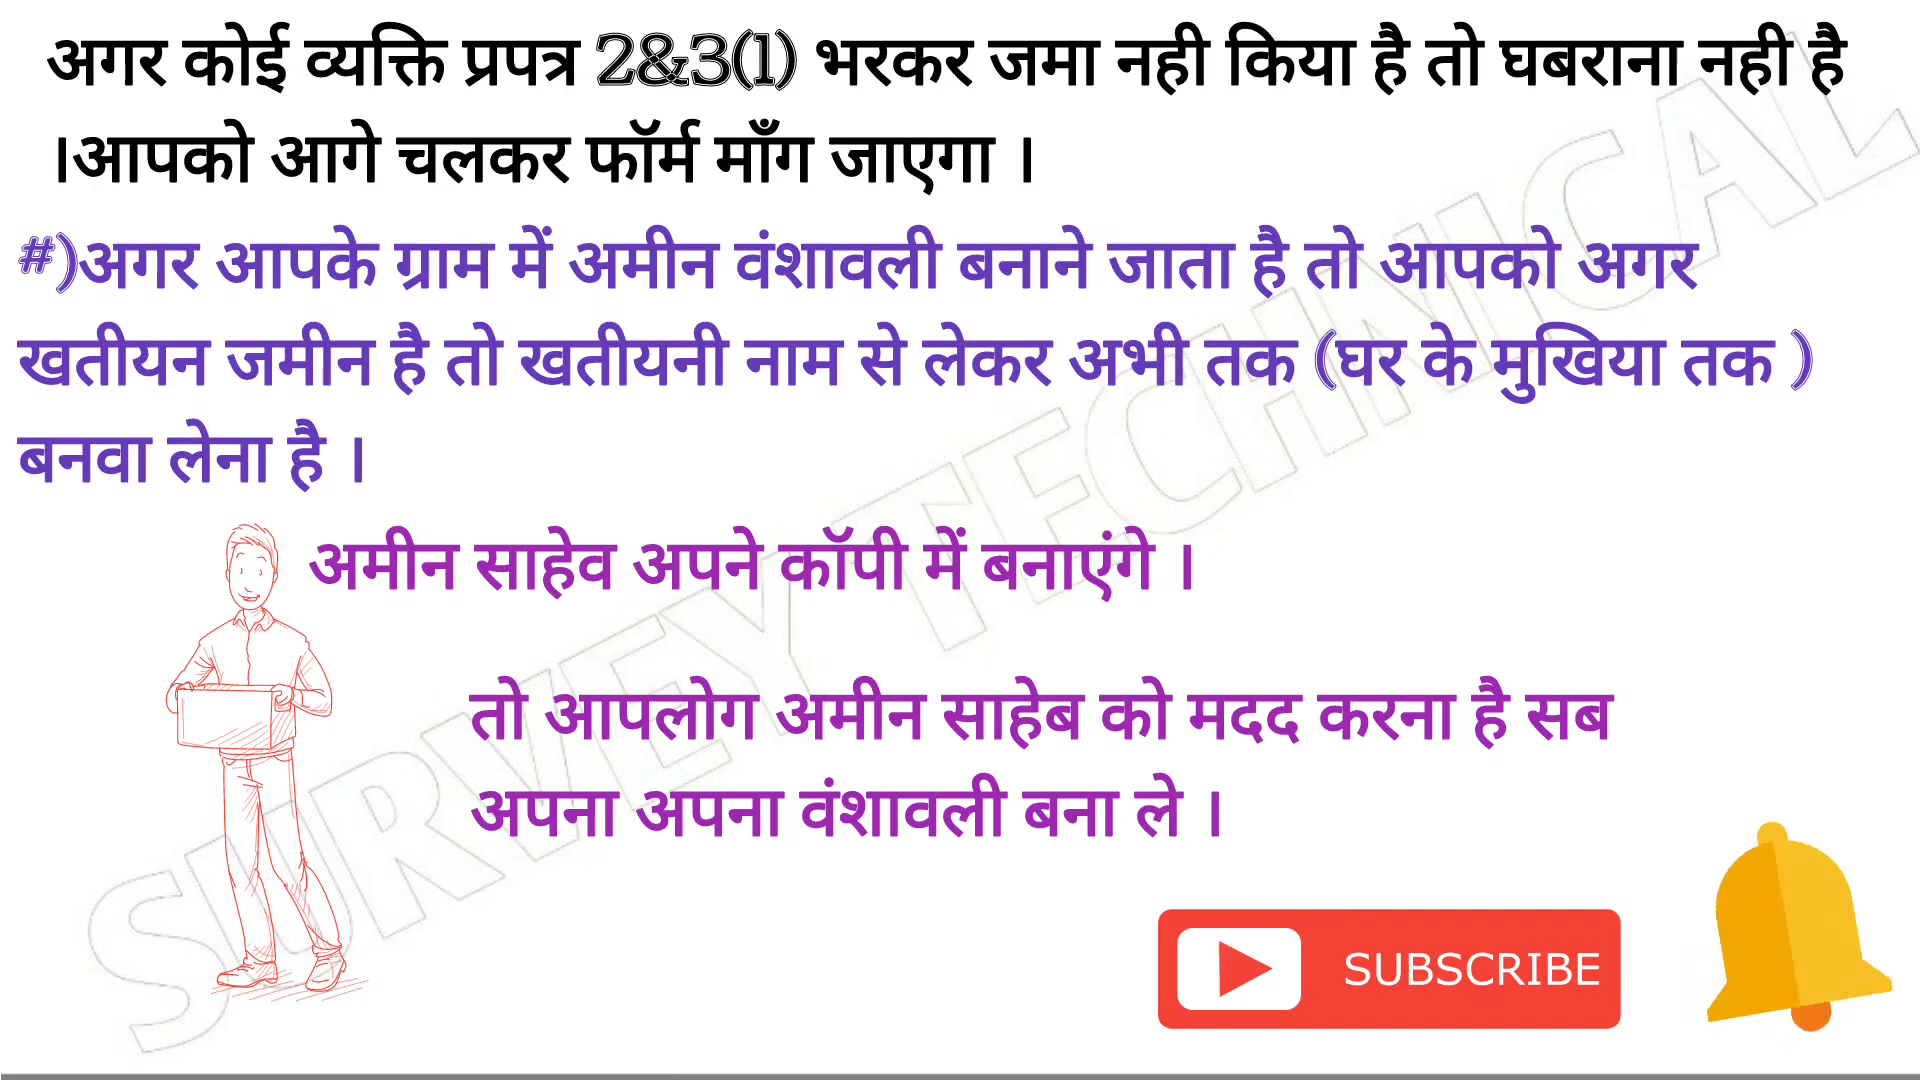 अगर कोई व्यक्ति प्रपत्र 2&3(1) भरकर जमा नही किया है तो घबराना नही है
।आपको आगे चलकर फॉर्म माँग जाएगा ।
#)अगर आपके ग्राम में अमीन वंशावली बनाने जाता है तो आपको अगर
खतीयन जमीन है तो खतीयनी नाम से लेकर अभी तक (घर के मुखिया तक )
बनवा लेना है ।
अमीन साहेव अपने कॉपी में बनाएंगे ।
तो आपलोग अमीन साहेब को मदद करना है सब
अपना अपना वंशावली बना ले ।
SURVEY TECHNICAL
SUBSCRIBE